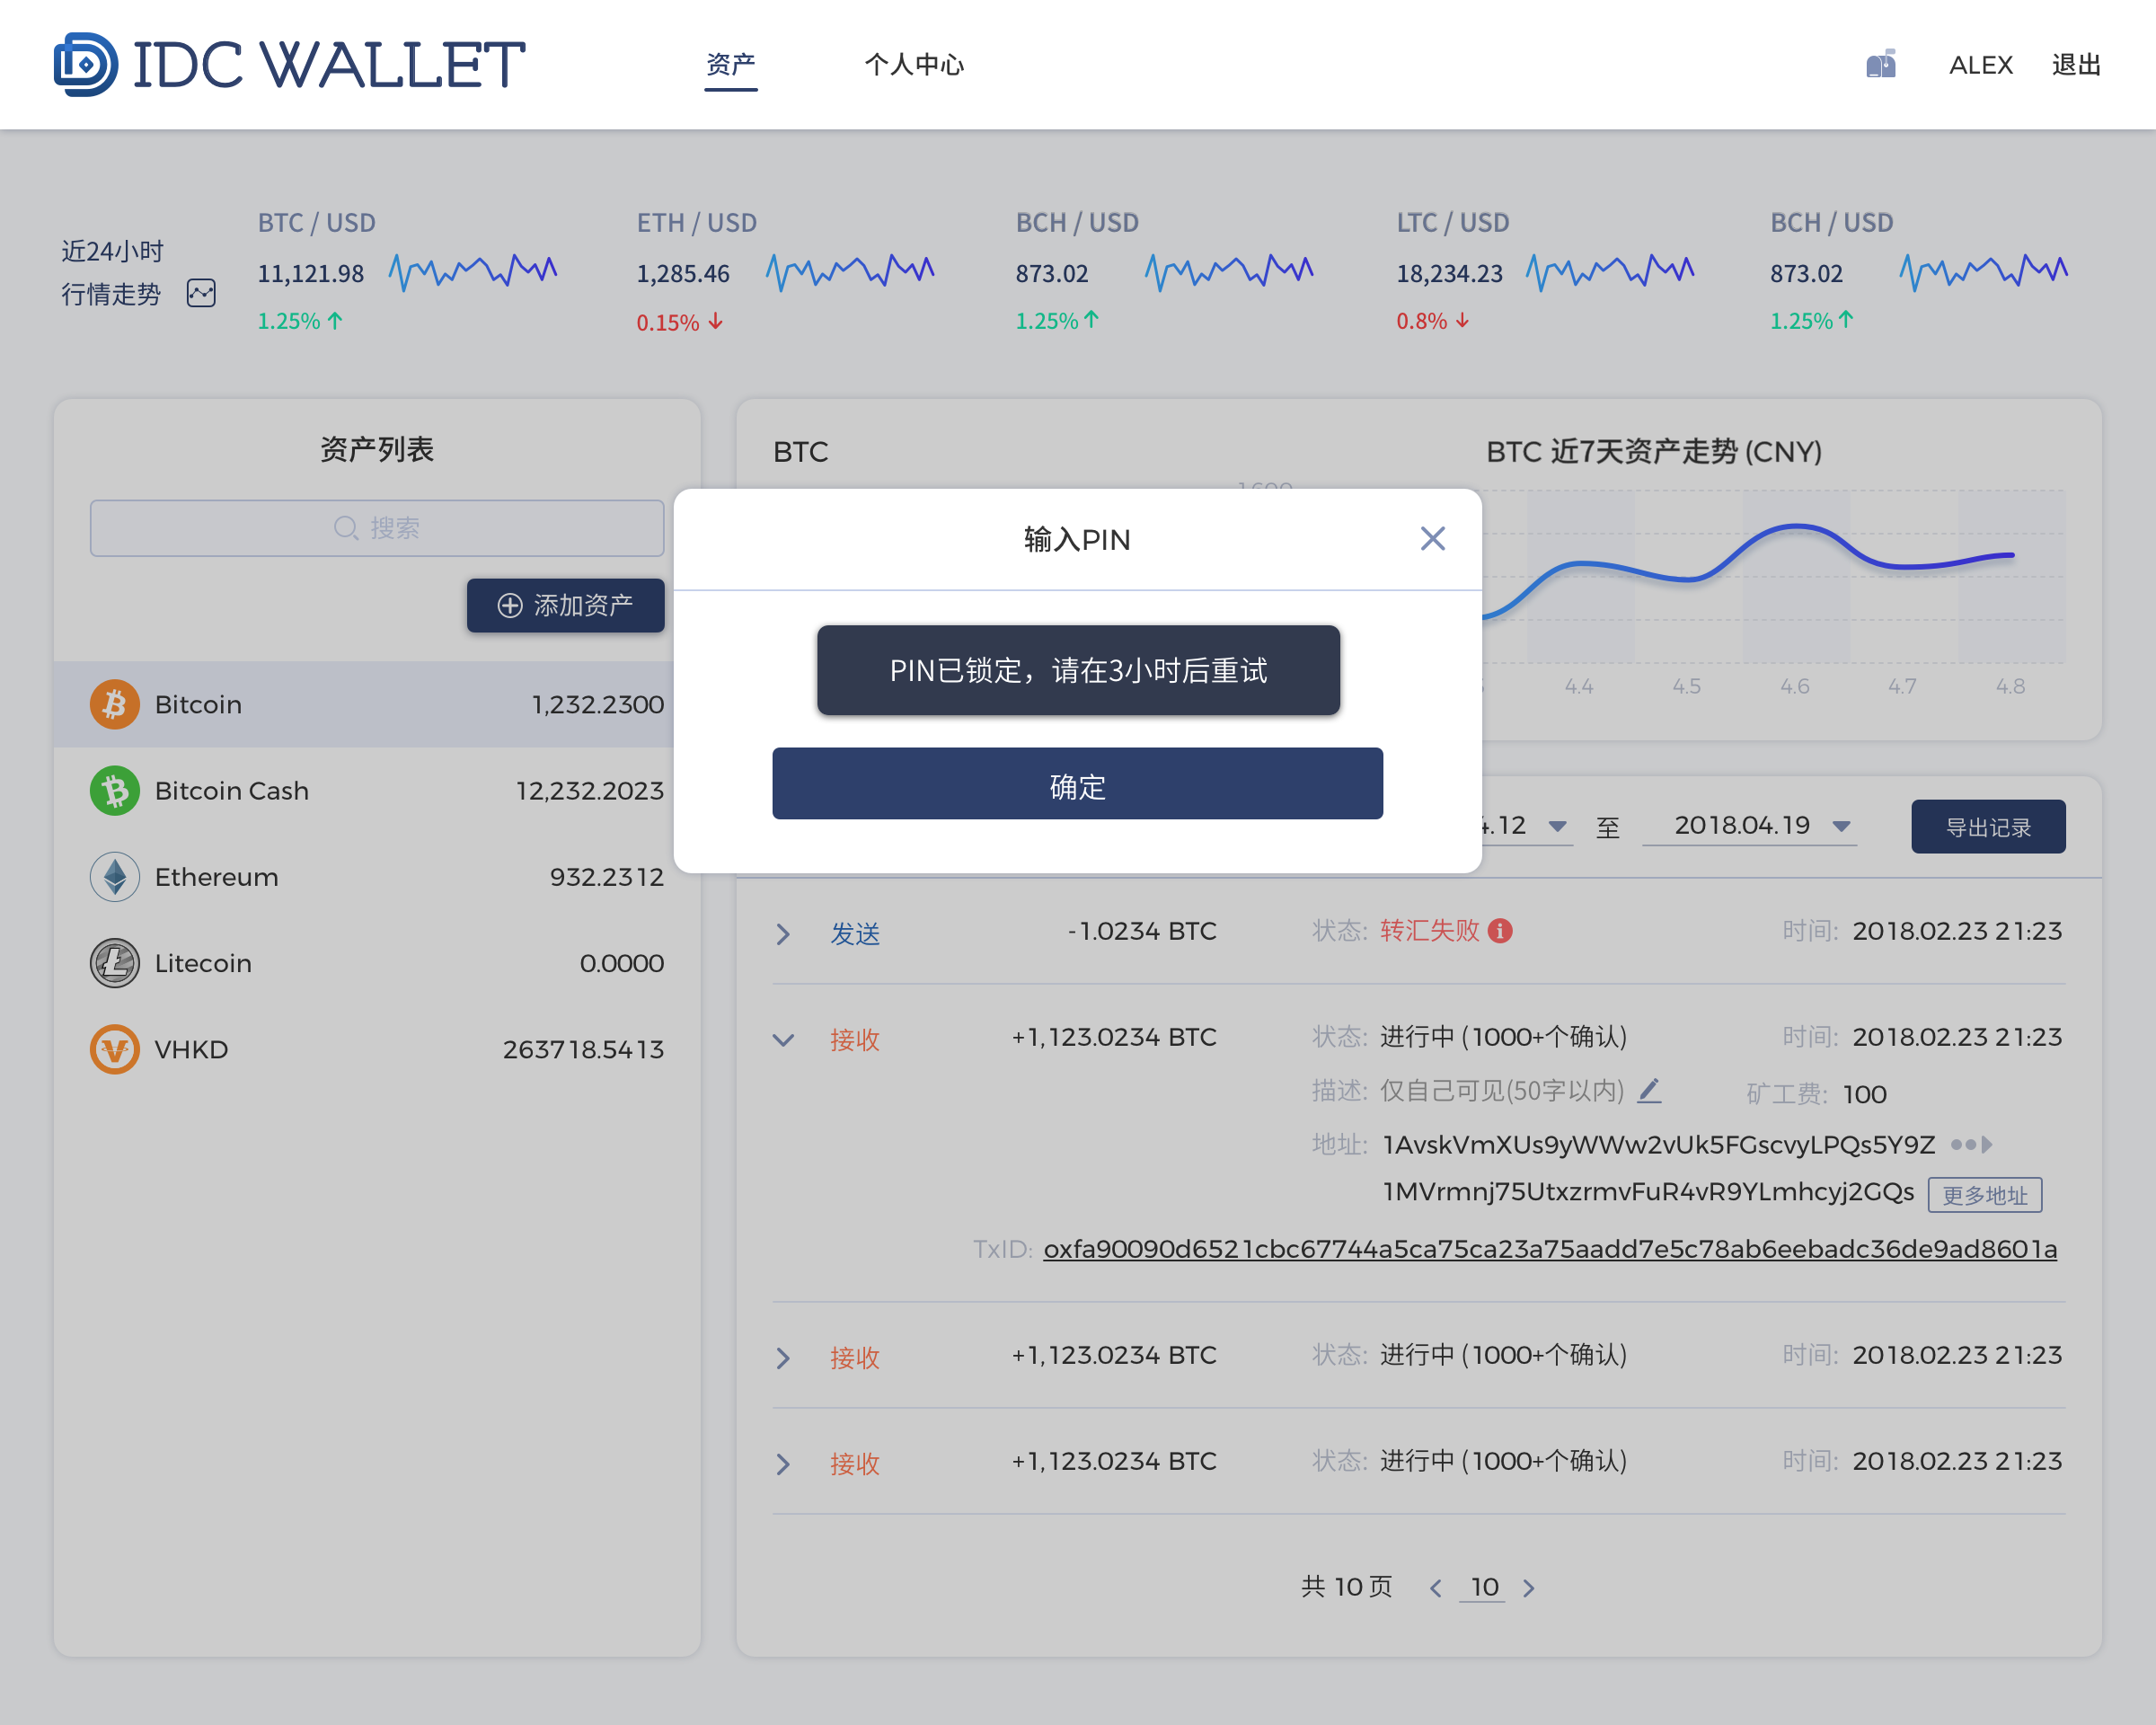 IDC WALLET
资产
个人中心
ALEX
退出
近24小时
行情走势
BTC / USD
11,121.98
1.25%
ETH / USD
1,285.46
0.15%
BCH / USD
873.02
1.25%
LTC / USD
18,234.23
0.8%
BCH / USD
873.02
1.25%
资产列表
搜索
添加资产
Bitcoin 1,232.2300
Bitcoin Cash 12,232.2023
Ethereum 932.2312
Litecoin 0.0000
VHKD 263718.5413
BTC
BTC 近7天资产走势 (CNY)
4.4 4.5 4.6 4.7 4.8
输入PIN
PIN已锁定，请在3小时后重试
确定
4.12 至 2018.04.19 导出记录
发送 -1.0234 BTC 状态: 转汇失败 时间: 2018.02.23 21:23
接收 +1,123.0234 BTC 状态: 进行中 (1000+个确认) 时间: 2018.02.23 21:23
描述: 仅自己可见(50字以内) 矿工费: 100
地址: 1AvskVmXUs9yWWw2vUk5FGscvyLPQs5Y9Z
1MVrmnj75UtxzrmvFuR4vR9YLmhcyj2GQs 更多地址
TxID: oxfa90090d6521cbc67744a5ca75ca23a75aadd7e5c78ab6eebadc36de9ad8601a
接收 +1,123.0234 BTC 状态: 进行中 (1000+个确认) 时间: 2018.02.23 21:23
接收 +1,123.0234 BTC 状态: 进行中 (1000+个确认) 时间: 2018.02.23 21:23
共 10 页 10